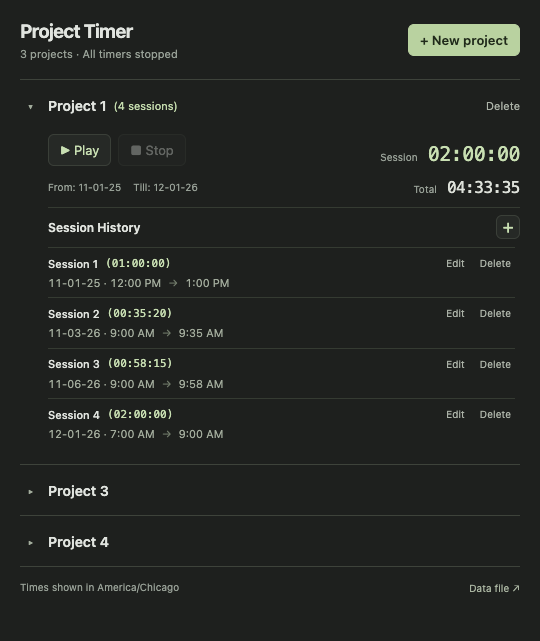 Project Timer
3 projects · All timers stopped
+ New project
▾ Project 1 (4 sessions) Delete
▶ Play ■ Stop Session 02:00:00
From: 11-01-25 Till: 12-01-26 Total 04:33:35
Session History +
Session 1 (01:00:00) Edit Delete
11-01-25 · 12:00 PM → 1:00 PM
Session 2 (00:35:20) Edit Delete
11-03-26 · 9:00 AM → 9:35 AM
Session 3 (00:58:15) Edit Delete
11-06-26 · 9:00 AM → 9:58 AM
Session 4 (02:00:00) Edit Delete
12-01-26 · 7:00 AM → 9:00 AM
▸ Project 3
▸ Project 4
Times shown in America/Chicago Data file ↗